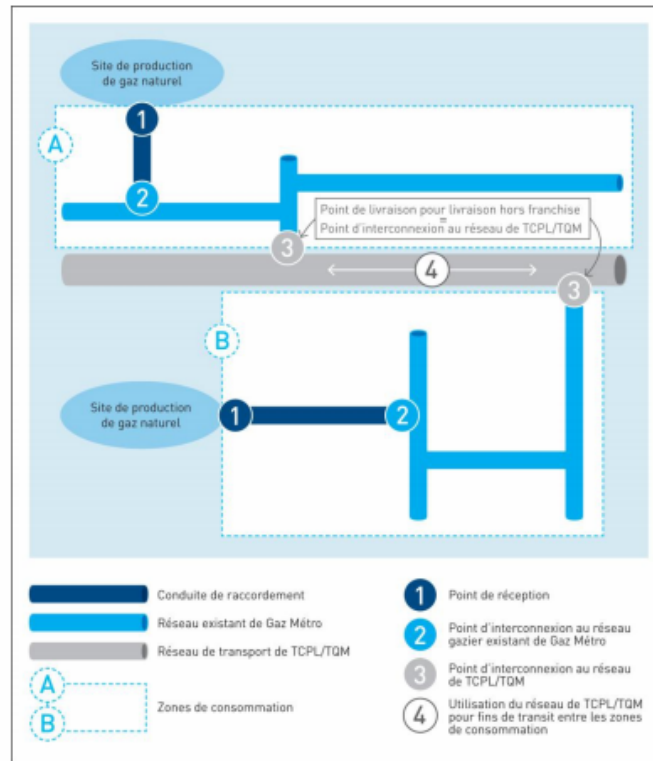 Site de production
de gaz naturel
1
A
2
Point de livraison pour livraison hors franchise
=
Point d'interconnexion au réseau de TCPL/TQM
3
4
3
B
Site de production
de gaz naturel
1
2
Conduite de raccordement
Réseau existant de Gaz Métro
Réseau de transport de TCPL/TQM
A
B
Zones de consommation
1
Point de réception
2
Point d'interconnexion au réseau
gazier existant de Gaz Métro
3
Point d'interconnexion au réseau
de TCPL/TQM
4
Utilisation du réseau de TCPL/TQM
pour fins de transit entre les zones
de consommation